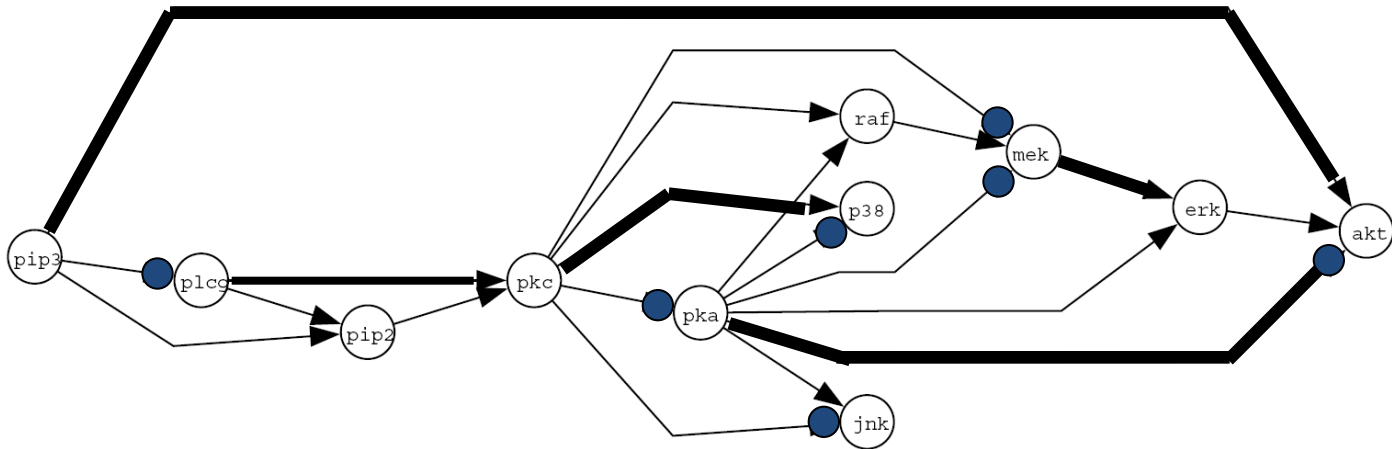 pip3
plcg
pip2
pkc
pka
raf
p38
jnk
mek
erk
akt